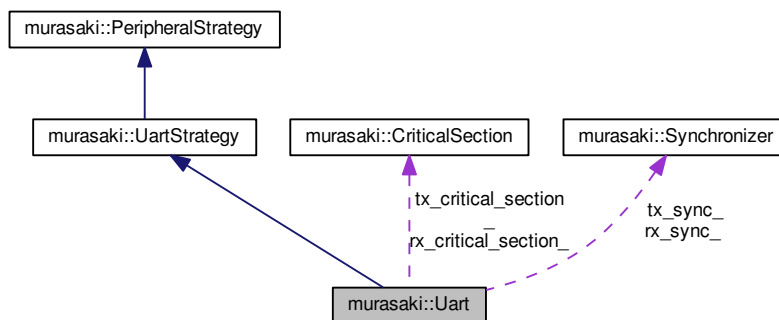 murasaki::PeripheralStrategy
murasaki::UartStrategy
murasaki::CriticalSection
murasaki::Synchronizer
tx_critical_section
_
rx_critical_section_
tx_sync_
rx_sync_
murasaki::Uart